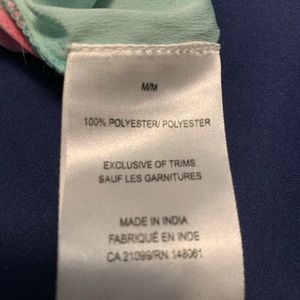 M/M
100% POLYESTER/ POLYESTER
EXCLUSIVE OF TRIMS
SAUF LES GARNITURES
MADE IN INDIA
FABRIQUÉ EN INDE
CA 21099/RN 148061